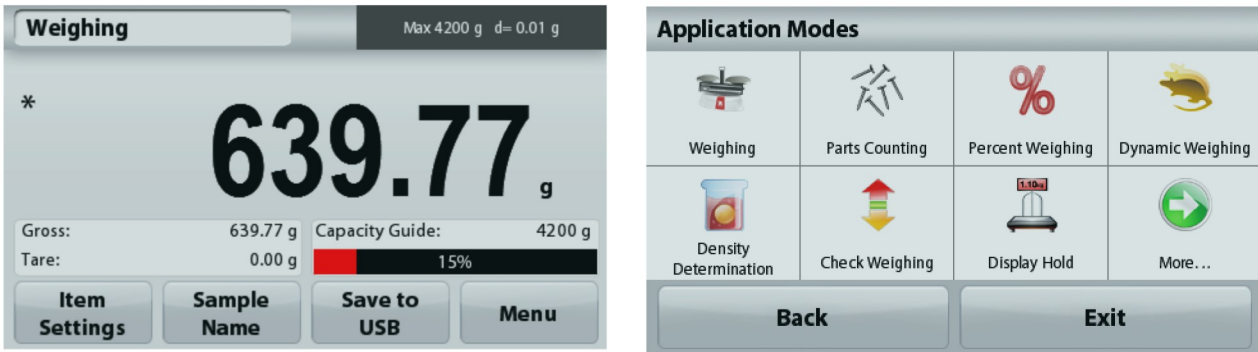 Weighing
Max 4200 g d= 0.01 g
*
639.77 g
Gross: 639.77 g
Tare: 0.00 g
Capacity Guide: 4200 g
15%
Item
Settings
Sample
Name
Save to
USB
Menu
Application Modes
%
Weighing
Parts Counting
Percent Weighing
Dynamic Weighing
1.10
Density
Determination
Check Weighing
Display Hold
More...
Back
Exit